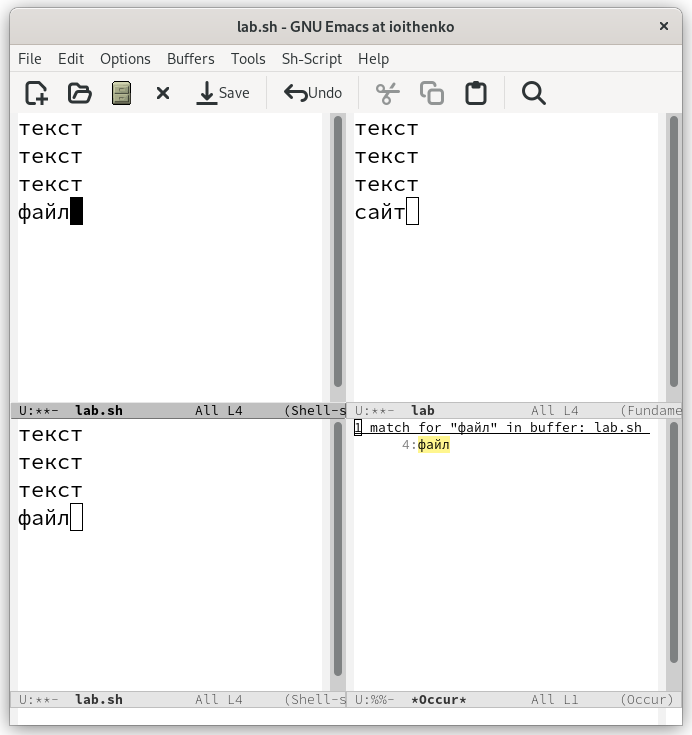 lab.sh - GNU Emacs at ioithenko
File Edit Options Buffers Tools Sh-Script Help
Save Undo
текст
текст
текст
файл
U:**- lab.sh All L4 (Shell-s
текст
текст
текст
сайт
U:**- lab All L4 (Fundame
текст
текст
текст
файл
U:**- lab.sh All L4 (Shell-s
1 match for "файл" in buffer: lab.sh
4:файл
U:%%- *Occur* All L1 (Occur)